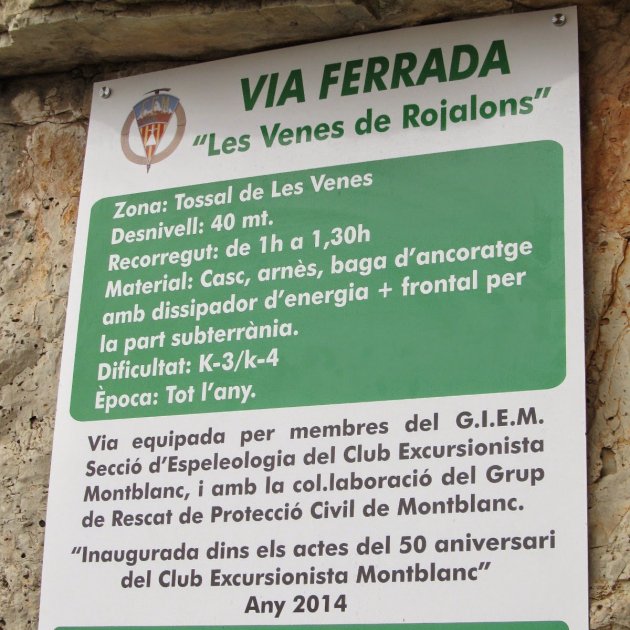 VIA FERRADA
“Les Venes de Rojalons”
Zona: Tossal de Les Venes
Desnivell: 40 mt.
Recorregut: de 1h a 1,30h
Material: Casc, arnès, baga d’ancoratge
amb dissipador d’energia + frontal per
la part subterrània.
Dificultat: K-3/k-4
Època: Tot l’any.
Via equipada per membres del G.I.E.M.
Secció d’Espeleologia del Club Excursionista
Montblanc, i amb la col.laboració del Grup
de Rescat de Protecció Civil de Montblanc.
“Inaugurada dins els actes del 50 aniversari
del Club Excursionista Montblanc”
Any 2014